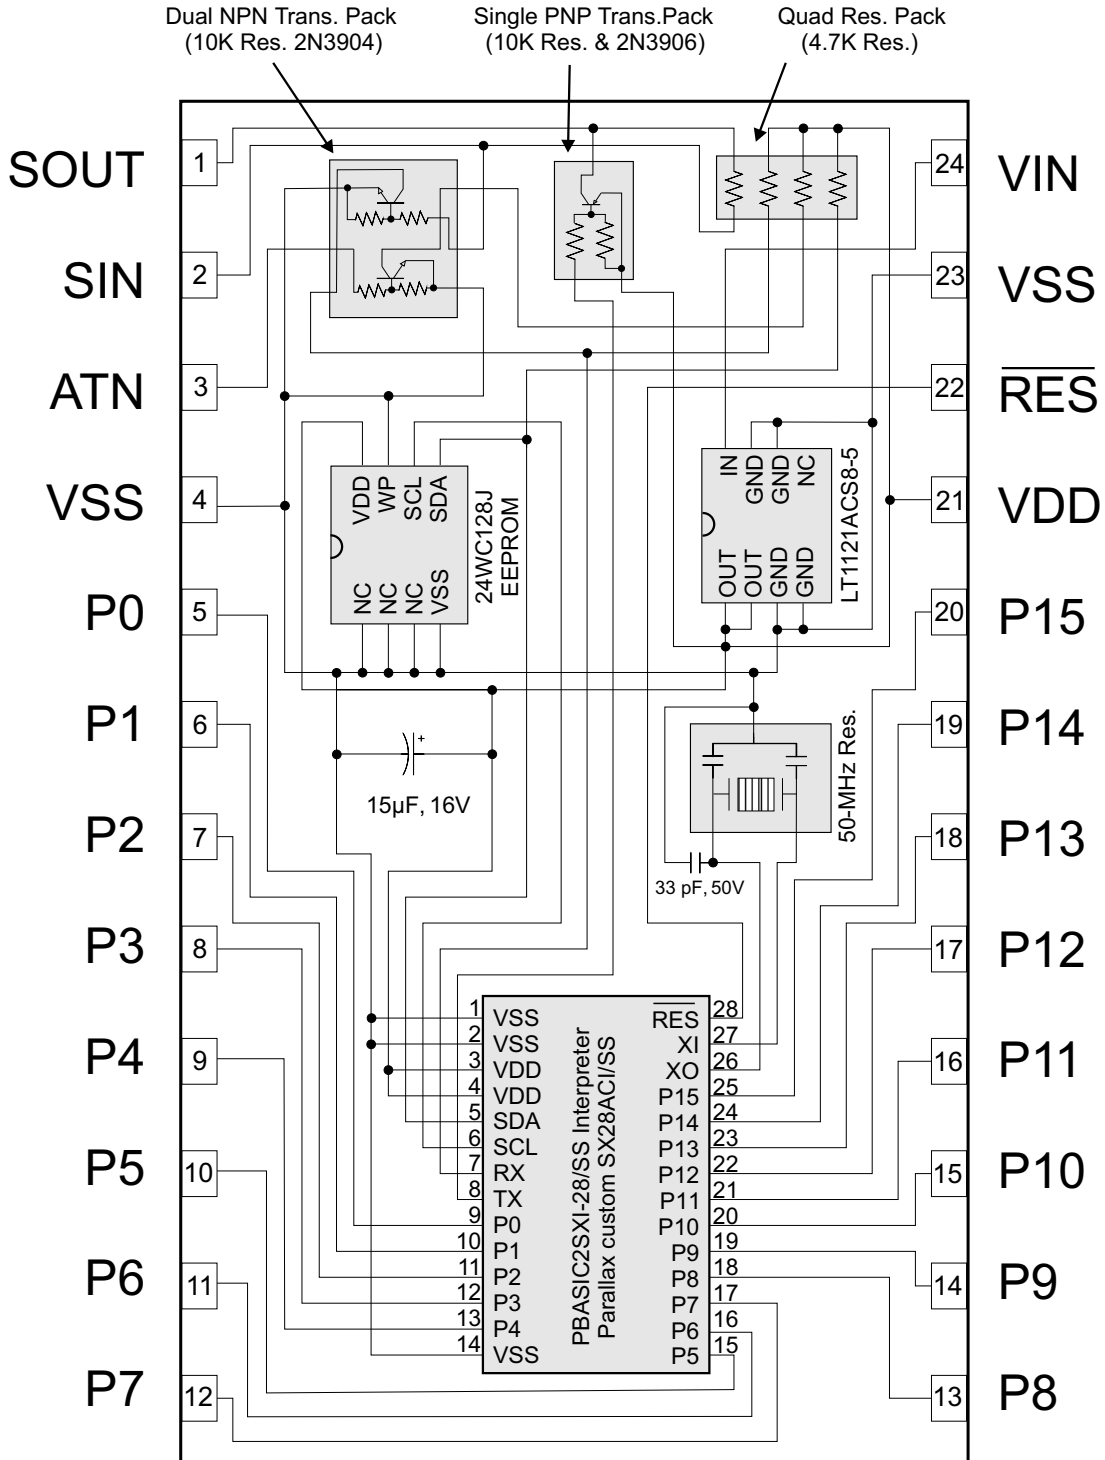 Dual NPN Trans. Pack
(10K Res. 2N3904)
Single PNP Trans.Pack
(10K Res. & 2N3906)
Quad Res. Pack
(4.7K Res.)
SOUT
1
24
VIN
SIN
2
23
VSS
ATN
3
22
RES
VSS
4
21
VDD
P0
5
20
P15
P1
6
19
P14
P2
7
18
P13
P3
8
17
P12
P4
9
16
P11
P5
10
15
P10
P6
11
14
P9
P7
12
13
P8
VDD
WP
SCL
SDA
NC
NC
NC
VSS
24WC128J
EEPROM
IN
GND
GND
NC
OUT
OUT
GND
GND
LT1121ACS8-5
+
15µF, 16V
50-MHz Res.
33 pF, 50V
PBASIC2SXI-28/SS Interpreter
Parallax custom SX28ACI/SS
1 VSS
2 VSS
3 VDD
4 VDD
5 SDA
6 SCL
7 RX
8 TX
9 P0
10 P1
11 P2
12 P3
13 P4
14 VSS
RES 28
XI 27
XO 26
P15 25
P14 24
P13 23
P12 22
P11 21
P10 20
P9 19
P8 18
P7 17
P6 16
P5 15